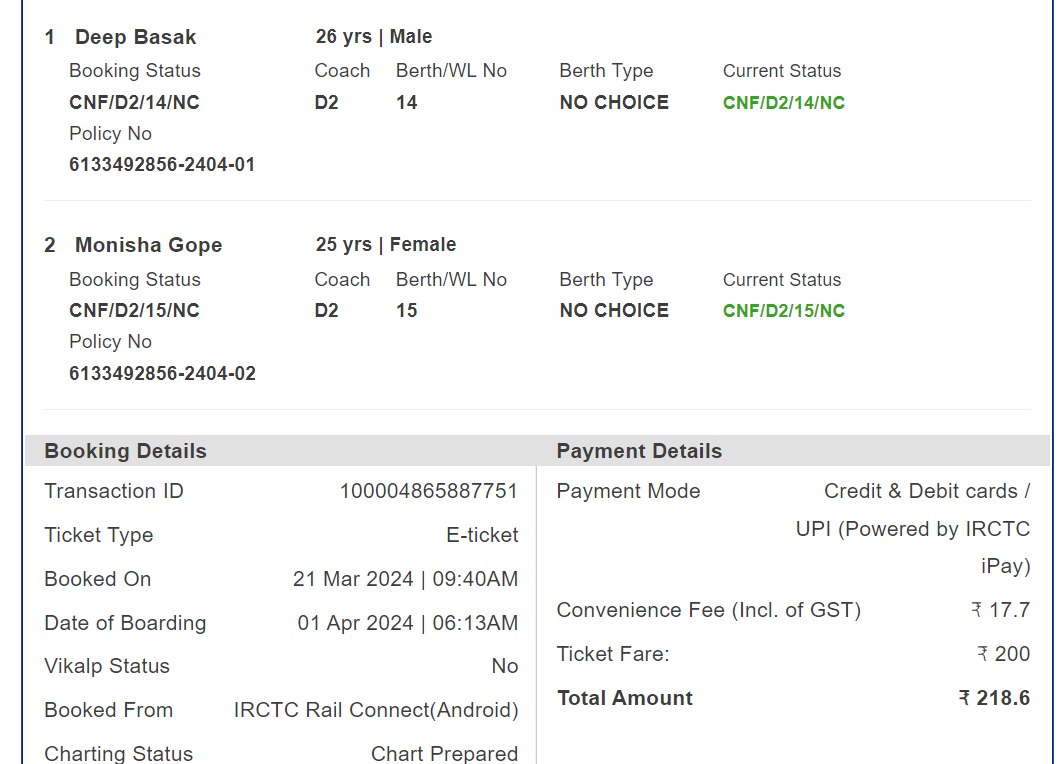 1 Deep Basak 26 yrs | Male
Booking Status Coach Berth/WL No Berth Type Current Status
CNF/D2/14/NC D2 14 NO CHOICE CNF/D2/14/NC
Policy No
6133492856-2404-01
2 Monisha Gope 25 yrs | Female
Booking Status Coach Berth/WL No Berth Type Current Status
CNF/D2/15/NC D2 15 NO CHOICE CNF/D2/15/NC
Policy No
6133492856-2404-02
Booking Details
Transaction ID 100004865887751
Ticket Type E-ticket
Booked On 21 Mar 2024 | 09:40AM
Date of Boarding 01 Apr 2024 | 06:13AM
Vikalp Status No
Booked From IRCTC Rail Connect(Android)
Charting Status Chart Prepared
Payment Details
Payment Mode Credit & Debit cards /
UPI (Powered by IRCTC
iPay)
Convenience Fee (Incl. of GST) ₹ 17.7
Ticket Fare: ₹ 200
Total Amount ₹ 218.6